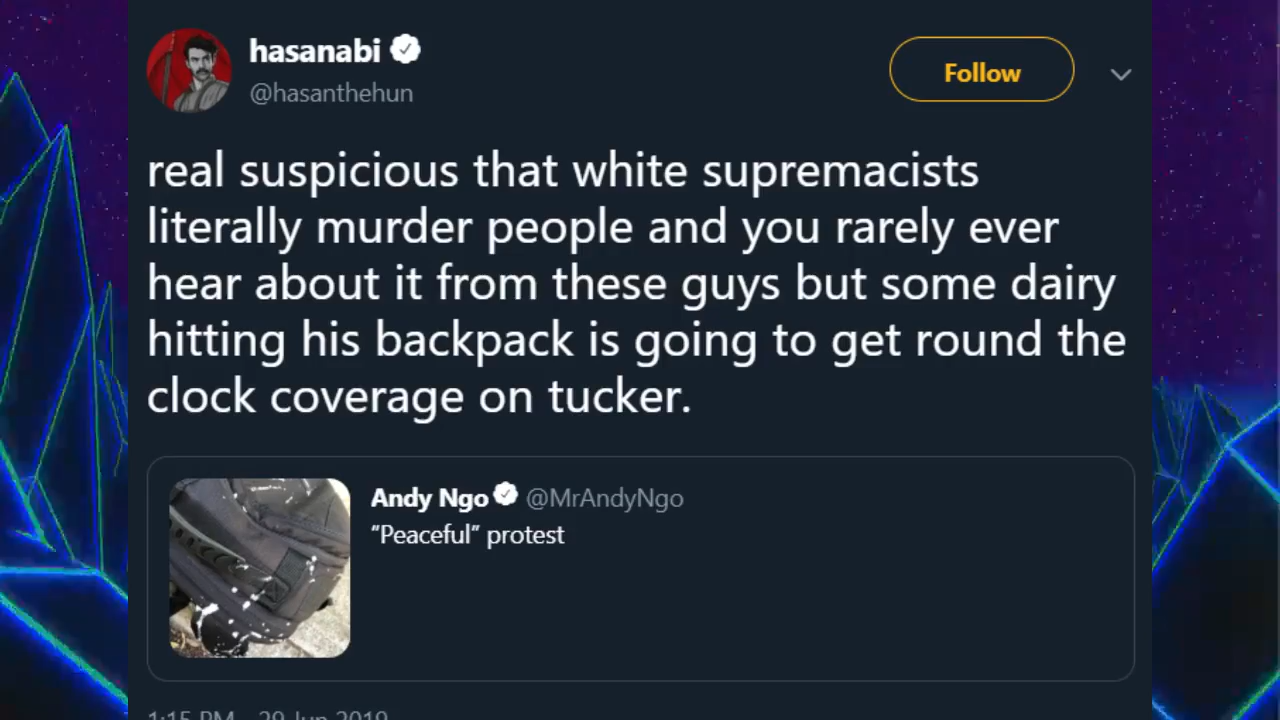 hasanabi
@hasanthehun
Follow
real suspicious that white supremacists
literally murder people and you rarely ever
hear about it from these guys but some dairy
hitting his backpack is going to get round the
clock coverage on tucker.
Andy Ngo @MrAndyNgo
“Peaceful” protest
1:15 PM - 29 Jun 2019